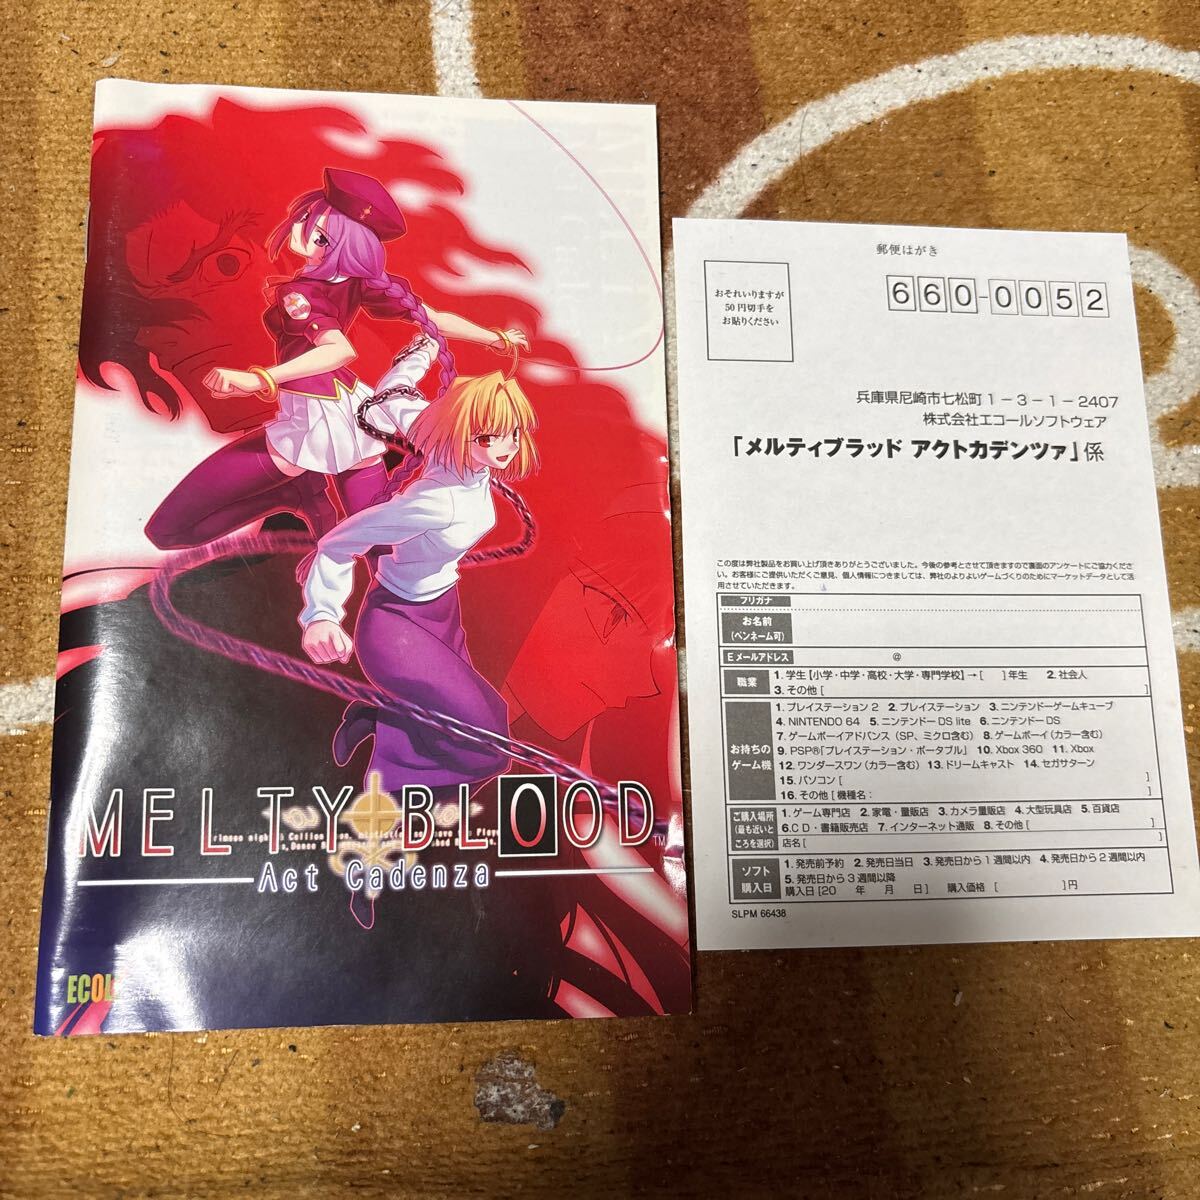 MELTY BLOOD
TM
Act Cadenza
ECOL
郵便はがき
おそれいりますが
50円切手を
お貼りください
660-0052
兵庫県尼崎市七松町1-3-1-2407
株式会社エコールソフトウェア
「メルティブラッド アクトカデンツァ」係
この度は弊社製品をお買い上げ頂きありがとうございました。今後の参考とさせて頂きますので裏面のアンケートにご協力ください。お客様にご提供いただくご意見、個人情報につきましては、弊社のよりよいゲームづくりのためにマーケットデータとして活用させていただきます。
フリガナ
お名前
(ペンネーム可)
Eメールアドレス @
職業 1.学生【小学・中学・高校・大学・専門学校】→[ ]年生 2.社会人
3.その他[ ]
お持ちの
ゲーム機
1.プレイステーション2 2.プレイステーション 3.ニンテンドーゲームキューブ
4.NINTENDO 64 5.ニンテンドーDS lite 6.ニンテンドーDS
7.ゲームボーイアドバンス(SP、ミクロ含む) 8.ゲームボーイ(カラー含む)
9.PSP®「プレイステーション・ポータブル」 10.Xbox 360 11.Xbox
12.ワンダースワン(カラー含む) 13.ドリームキャスト 14.セガサターン
15.パソコン[ ]
16.その他[機種名: ]
ご購入場所
(最も近いと
ころを選択)
1.ゲーム専門店 2.家電・量販店 3.カメラ量販店 4.大型玩具店 5.百貨店
6.CD・書籍販売店 7.インターネット通販 8.その他[ ]
店名[ ]
ソフト
購入日
1.発売前予約 2.発売日当日 3.発売日から1週間以内 4.発売日から2週間以内
5.発売日から3週間以降
購入日[20 年 月 日] 購入価格 [ ]円
SLPM 66438